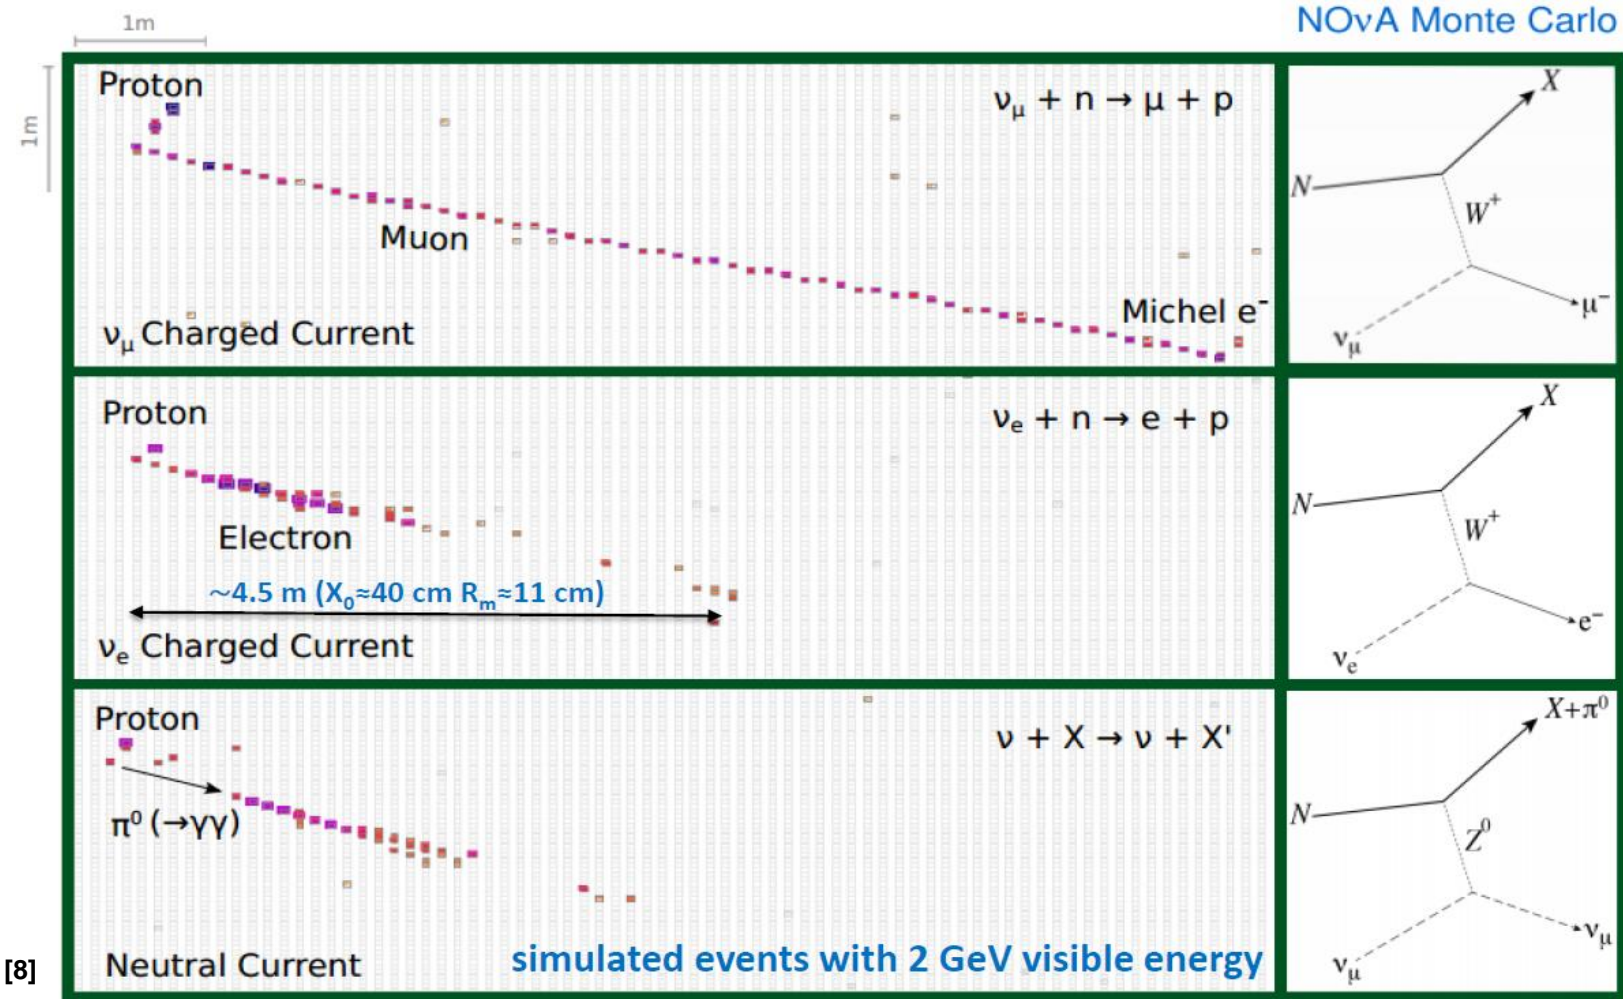 1m
NOνA Monte Carlo
1m
Proton
ν_μ + n → μ + p
Muon
Michel e⁻
ν_μ Charged Current
X
N
W⁺
μ⁻
ν_μ
Proton
ν_e + n → e + p
Electron
~4.5 m (X₀≈40 cm R_m≈11 cm)
ν_e Charged Current
X
N
W⁺
e⁻
ν_e
Proton
ν + X → ν + X'
π⁰ (→γγ)
Neutral Current
simulated events with 2 GeV visible energy
X+π⁰
N
Z⁰
ν_μ
ν_μ
[8]